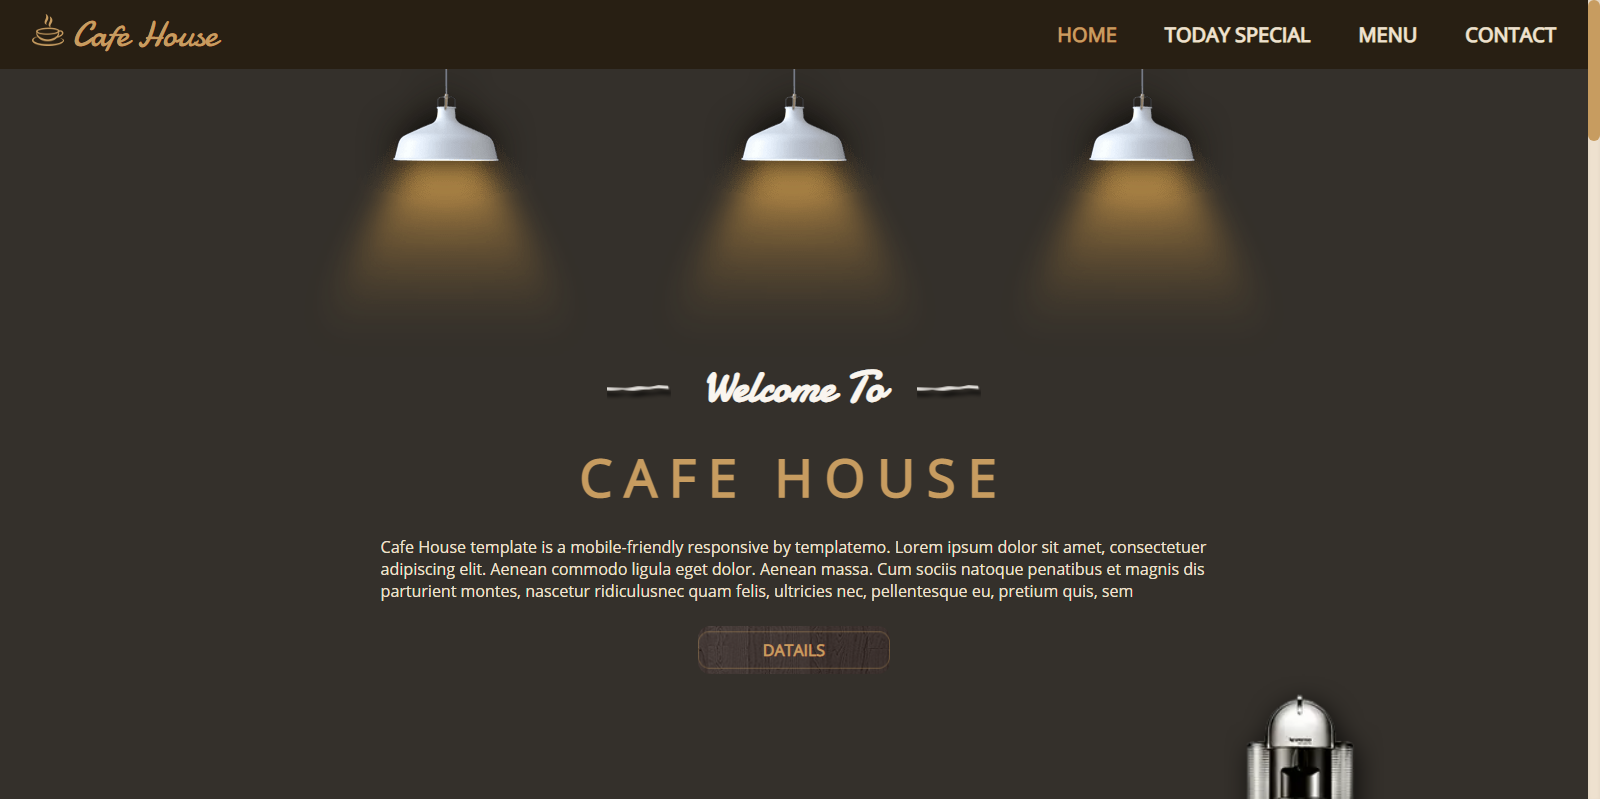 Cafe House
HOME TODAY SPECIAL MENU CONTACT
Welcome To
CAFE HOUSE
Cafe House template is a mobile-friendly responsive by templatemo. Lorem ipsum dolor sit amet, consectetuer
adipiscing elit. Aenean commodo ligula eget dolor. Aenean massa. Cum sociis natoque penatibus et magnis dis
parturient montes, nascetur ridiculusnec quam felis, ultricies nec, pellentesque eu, pretium quis, sem
DATAILS